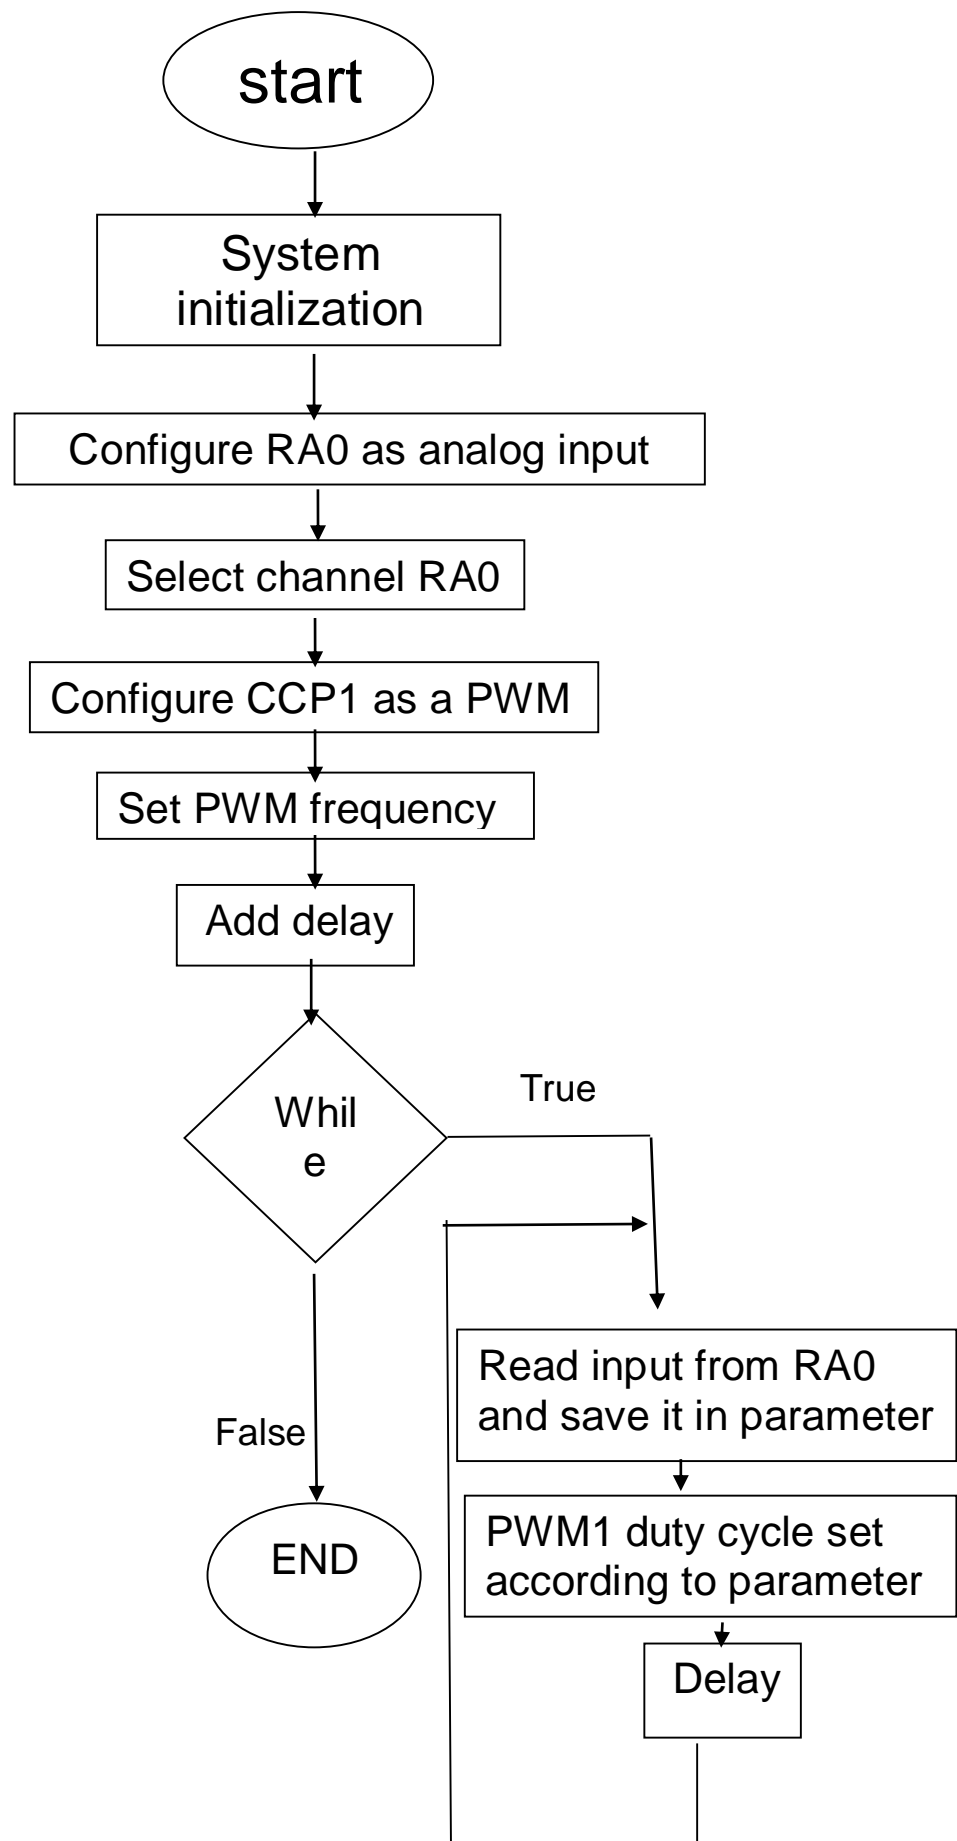 start
System
initialization
Configure RA0 as analog input
Select channel RA0
Configure CCP1 as a PWM
Set PWM frequency
Add delay
Whil
e
True
False
END
Read input from RA0
and save it in parameter
PWM1 duty cycle set
according to parameter
Delay